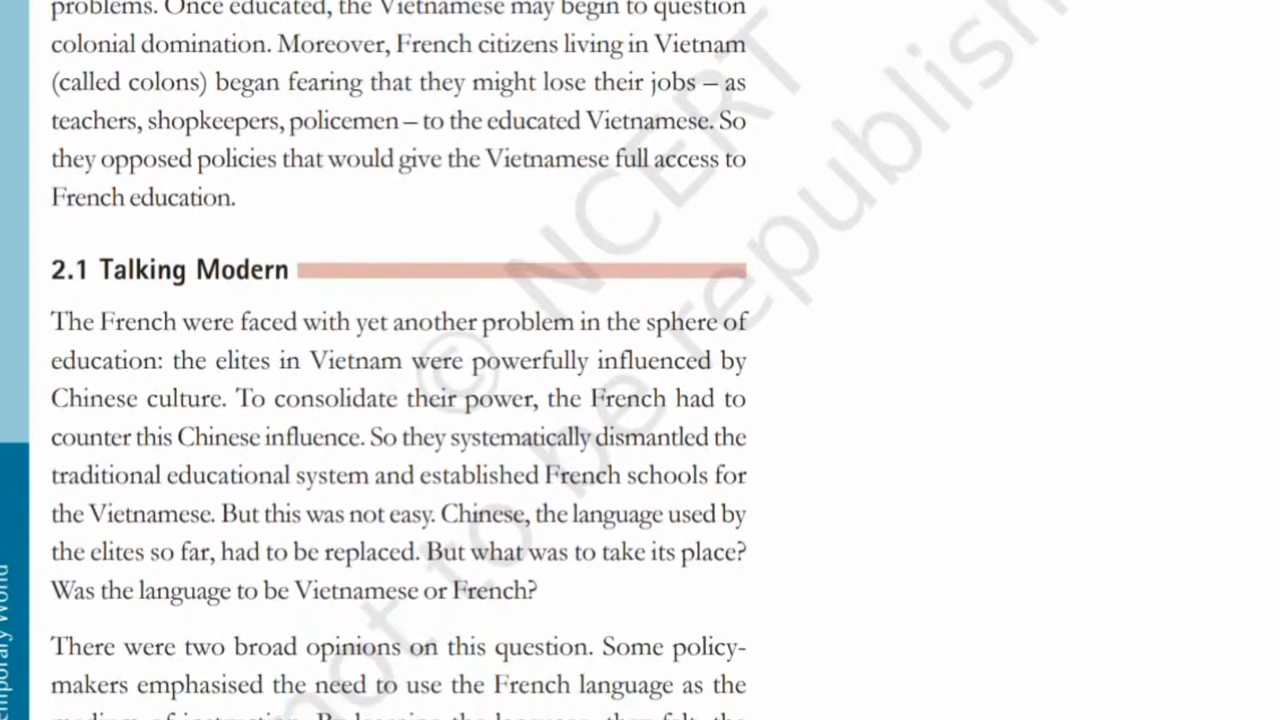 problems. Once educated, the Vietnamese may begin to question
colonial domination. Moreover, French citizens living in Vietnam
(called colons) began fearing that they might lose their jobs – as
teachers, shopkeepers, policemen – to the educated Vietnamese. So
they opposed policies that would give the Vietnamese full access to
French education.
2.1 Talking Modern
The French were faced with yet another problem in the sphere of
education: the elites in Vietnam were powerfully influenced by
Chinese culture. To consolidate their power, the French had to
counter this Chinese influence. So they systematically dismantled the
traditional educational system and established French schools for
the Vietnamese. But this was not easy. Chinese, the language used by
the elites so far, had to be replaced. But what was to take its place?
Was the language to be Vietnamese or French?
There were two broad opinions on this question. Some policy-
makers emphasised the need to use the French language as the
© NCERT
not to be republish
World